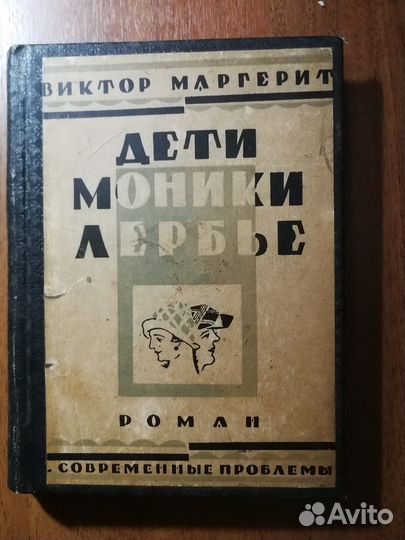 ВИКТОР МАРГЕРИТ
ДЕТИ
МОНИКИ
ЛЕРБЬЕ
РОМАН
СОВРЕМЕННЫЕ ПРОБЛЕМЫ
Avito